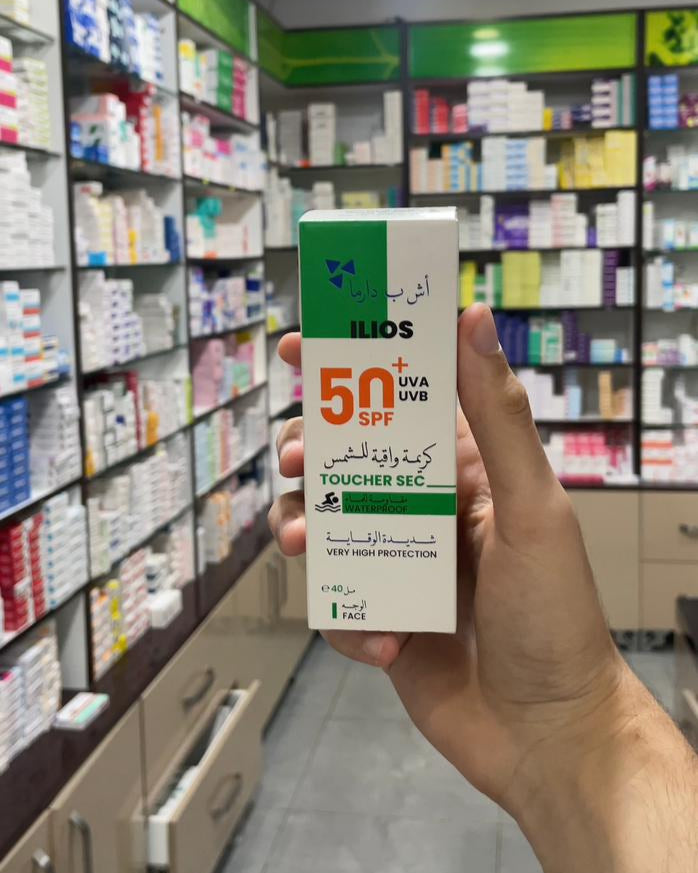 أش ب دارما
ILIOS
50+ UVA
UVB
SPF
كريمة واقية للشمس
TOUCHER SEC
مقاومة للماء
WATERPROOF
شديدة الوقاية
VERY HIGH PROTECTION
℮40 مل
الوجه
FACE